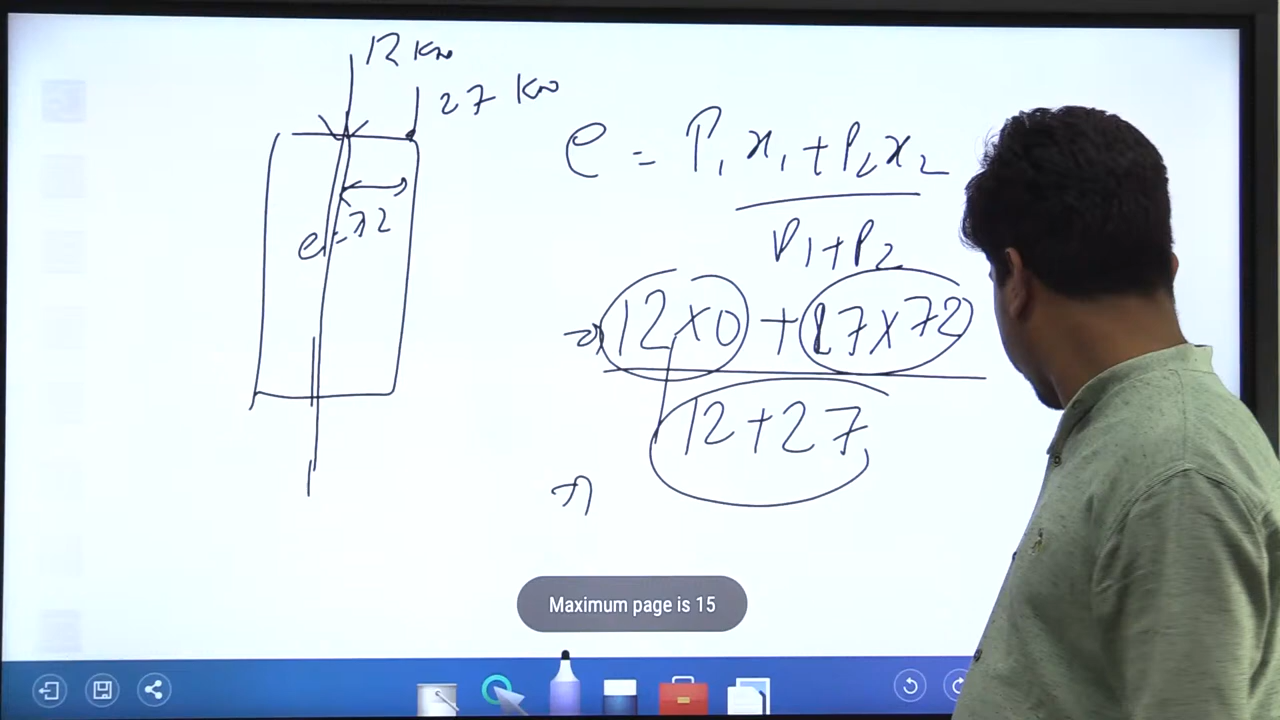 12 kN
27 kN
e = P₁x₁ + P₂x₂
P₁ + P₂
e = 72
⇒ 12×0 + 27×72
12+27
⇒
Maximum page is 15